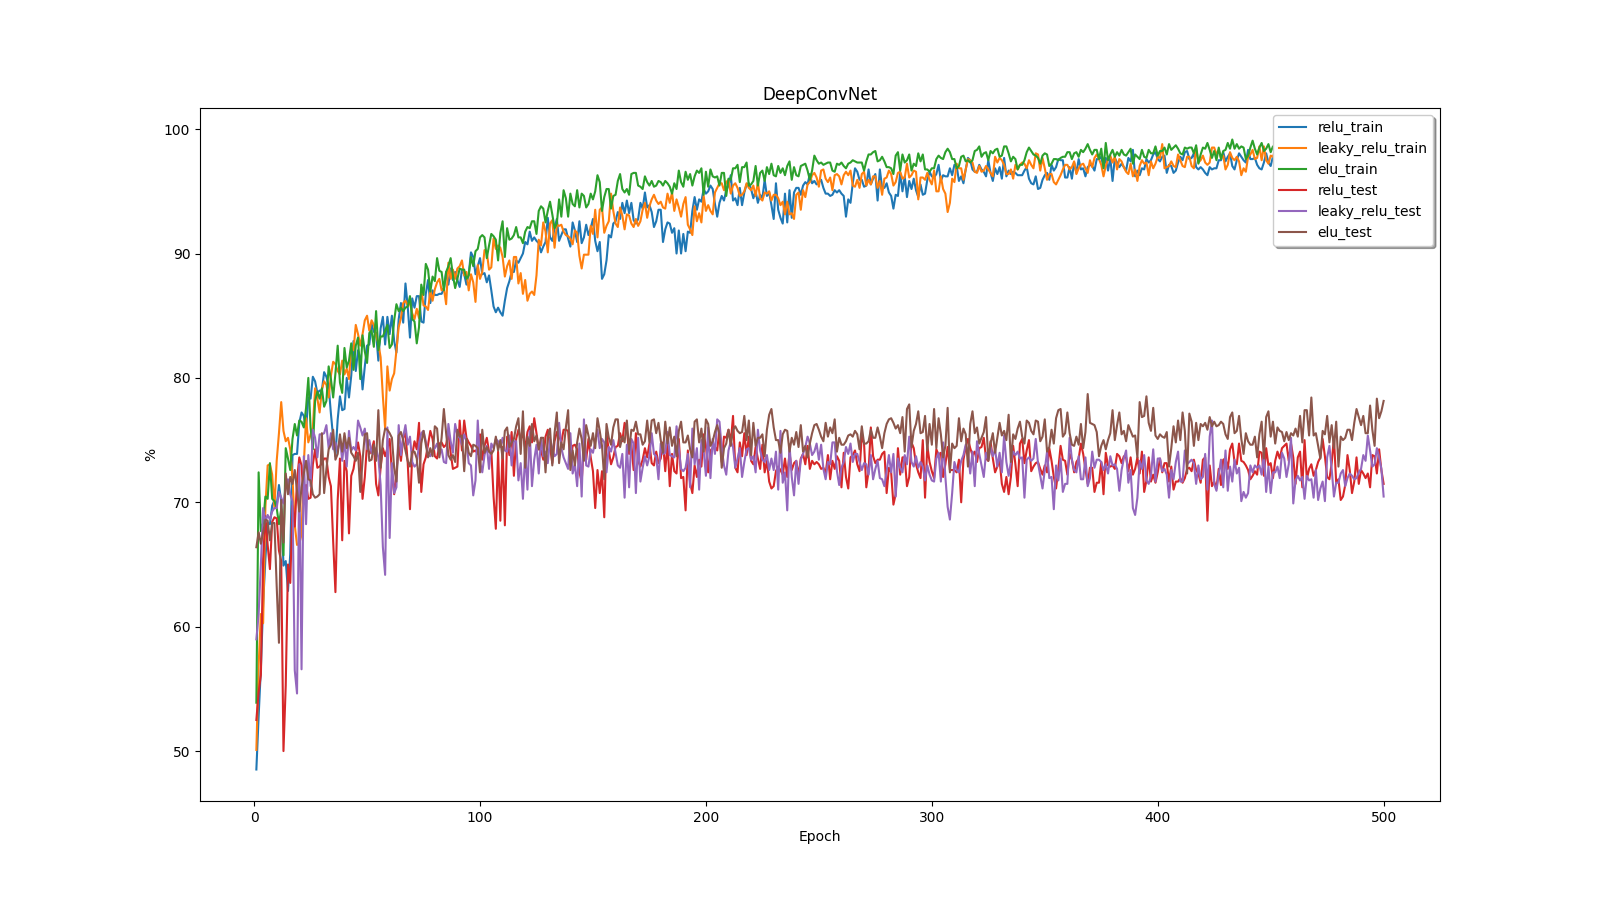 DeepConvNet
100
90
80
70
60
50
%
0
100
200
300
400
500
Epoch
relu_train
leaky_relu_train
elu_train
relu_test
leaky_relu_test
elu_test